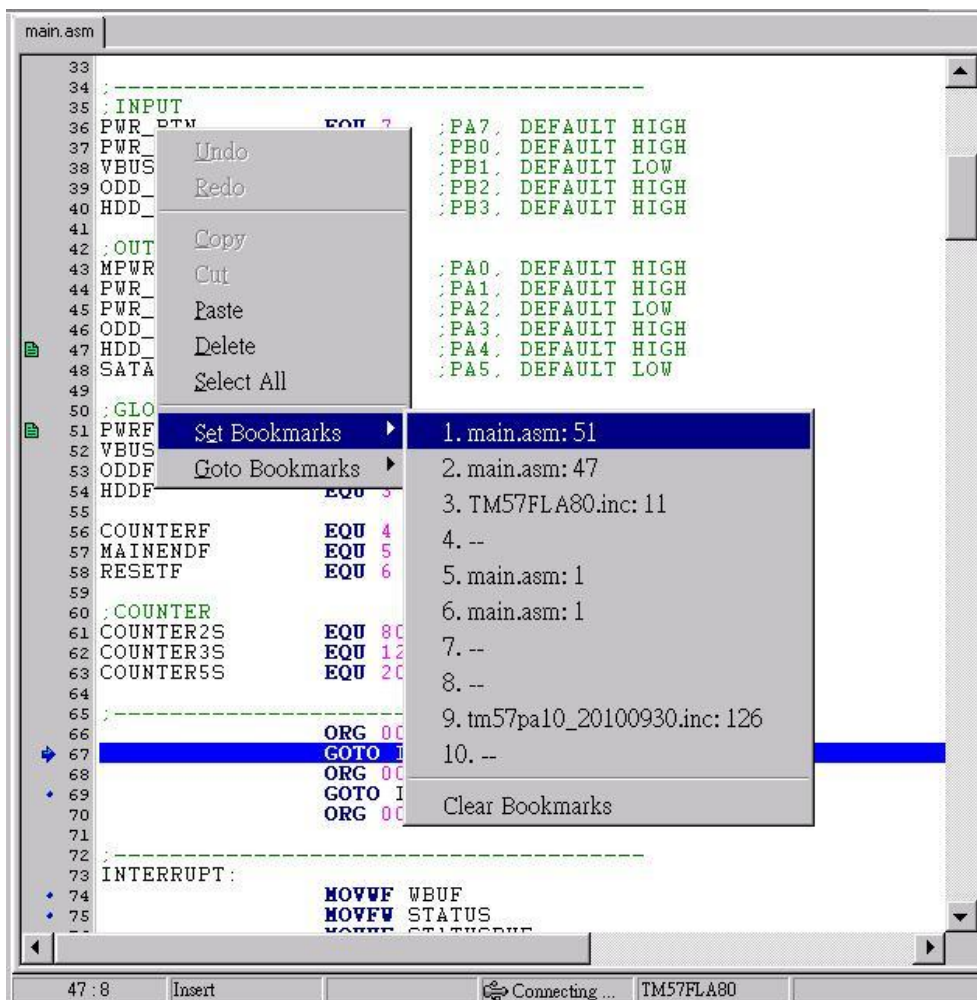 main.asm
33
34 ;----------------------------------------
35 ;INPUT
36 PWR_BTN EQU 7 ;PA7, DEFAULT HIGH
37 PWR_ ;PB0, DEFAULT HIGH
38 VBUS ;PB1, DEFAULT LOW
39 ODD_ ;PB2, DEFAULT HIGH
40 HDD_ ;PB3, DEFAULT HIGH
41
42 ;OUT
43 MPWR ;PA0, DEFAULT HIGH
44 PWR_ ;PA1, DEFAULT HIGH
45 PWR_ ;PA2, DEFAULT LOW
46 ODD_ ;PA3, DEFAULT HIGH
47 HDD_ ;PA4, DEFAULT HIGH
48 SATA ;PA5, DEFAULT LOW
49
50 ;GLO
51 PWRF
52 VBUS
53 ODDF
54 HDDF EQU 3
55
56 COUNTERF EQU 4
57 MAINENDF EQU 5
58 RESETF EQU 6
59
60 ;COUNTER
61 COUNTER2S EQU 80
62 COUNTER3S EQU 12
63 COUNTER5S EQU 20
64
65 ;----------------------------------------
66 ORG 00
67 GOTO I
68 ORG 00
69 GOTO I
70 ORG 00
71
72 ;----------------------------------------
73 INTERRUPT:
74 MOVWF WBUF
75 MOVFW STATUS
Undo
Redo
Copy
Cut
Paste
Delete
Select All
Set Bookmarks
Goto Bookmarks
1. main.asm: 51
2. main.asm: 47
3. TM57FLA80.inc: 11
4. --
5. main.asm: 1
6. main.asm: 1
7. --
8. --
9. tm57pa10_20100930.inc: 126
10. --
Clear Bookmarks
47 : 8 Insert Connecting ... TM57FLA80